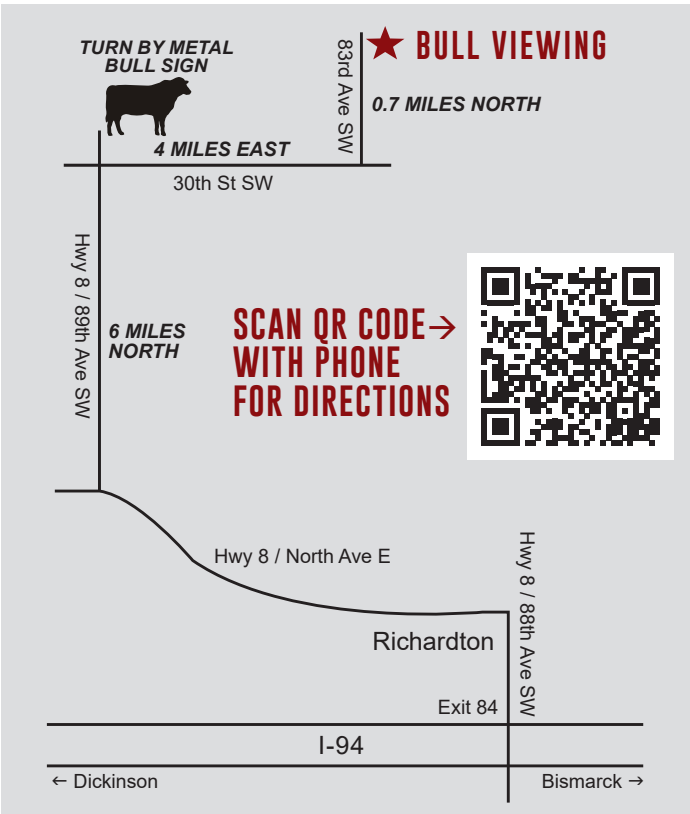 TURN BY METAL
BULL SIGN
83rd Ave SW
BULL VIEWING
0.7 MILES NORTH
4 MILES EAST
30th St SW
Hwy 8 / 89th Ave SW
6 MILES
NORTH
SCAN QR CODE→
WITH PHONE
FOR DIRECTIONS
Hwy 8 / North Ave E
Hwy 8 / 88th Ave SW
Richardton
Exit 84
I-94
← Dickinson
Bismarck →